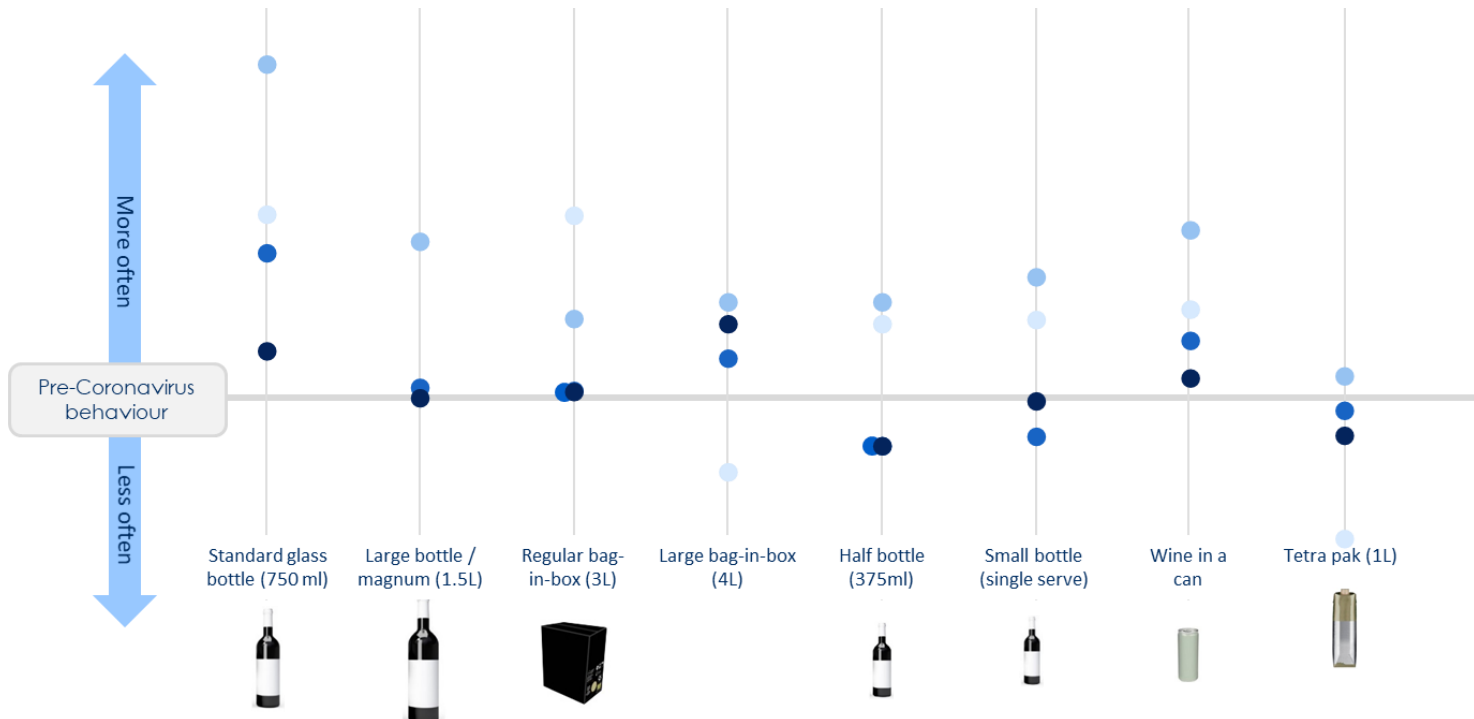 More often
Pre-Coronavirus
behaviour
Less often
Standard glass
bottle (750 ml)
Large bottle /
magnum (1.5L)
Regular bag-
in-box (3L)
Large bag-in-box
(4L)
Half bottle
(375ml)
Small bottle
(single serve)
Wine in a
can
Tetra pak (1L)